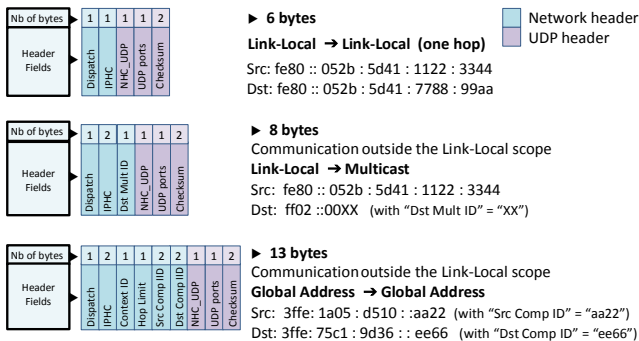 Nb of bytes 1 1 1 1 2
Header Fields
Dispatch
IPHC
NHC_UDP
UDP ports
Checksum
► 6 bytes
Link-Local → Link-Local (one hop)
Src: fe80 :: 052b : 5d41 : 1122 : 3344
Dst: fe80 :: 052b : 5d41 : 7788 : 99aa
Network header
UDP header
Nb of bytes 1 2 1 1 1 2
Header Fields
Dispatch
IPHC
Dst Mult ID
NHC_UDP
UDP ports
Checksum
► 8 bytes
Communication outside the Link-Local scope
Link-Local → Multicast
Src: fe80 :: 052b : 5d41 : 1122 : 3344
Dst: ff02 ::00XX (with “Dst Mult ID” = “XX”)
Nb of bytes 1 2 1 1 2 2 1 1 2
Header Fields
Dispatch
IPHC
Context ID
Hop Limit
Src Comp IID
Dst Comp IID
NHC_UDP
UDP ports
Checksum
► 13 bytes
Communication outside the Link-Local scope
Global Address → Global Address
Src: 3ffe: 1a05 : d510 : :aa22 (with “Src Comp ID” = “aa22”)
Dst: 3ffe: 75c1 : 9d36 : : ee66 (with “Dst Comp ID” = “ee66”)